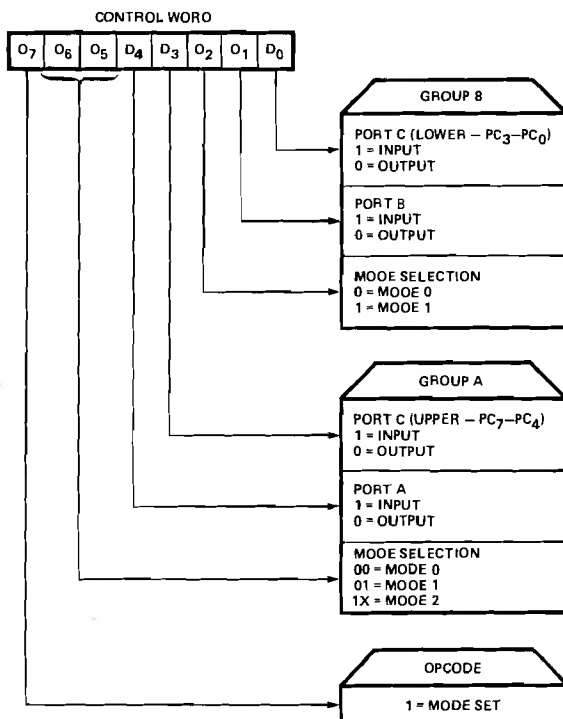 CONTROL WORO
O7 O6 O5 D4 D3 O2 O1 D0
GROUP 8
PORT C (LOWER – PC3–PC0)
1 = INPUT
0 = OUTPUT
PORT B
1 = INPUT
0 = OUTPUT
MOOE SELECTION
0 = MOOE 0
1 = MOOE 1
GROUP A
PORT C (UPPER – PC7–PC4)
1 = INPUT
0 = OUTPUT
PORT A
1 = INPUT
0 = OUTPUT
MOOE SELECTION
00 = MODE 0
01 = MOOE 1
1X = MOOE 2
OPCODE
1 = MODE SET